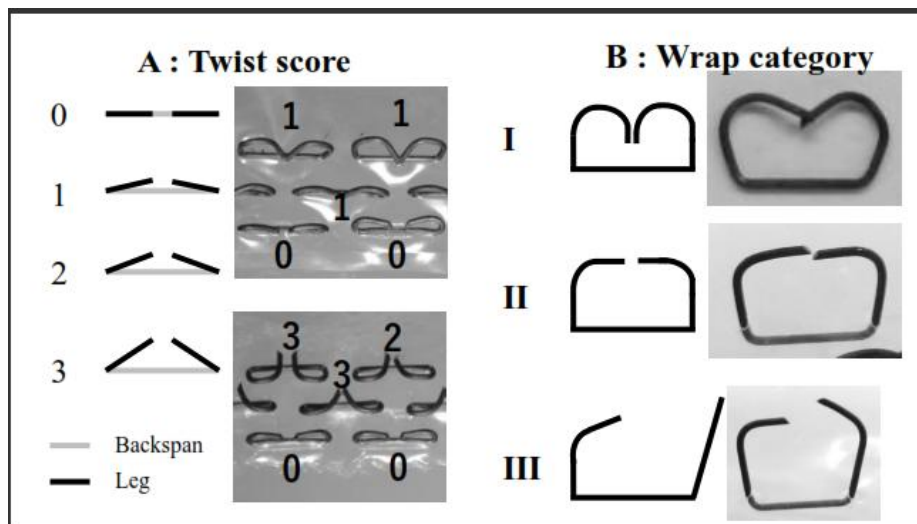 A : Twist score
0
1
2
3
Backspan
Leg
1 1
1
0 0
3 2
3
0 0
B : Wrap category
I
II
III